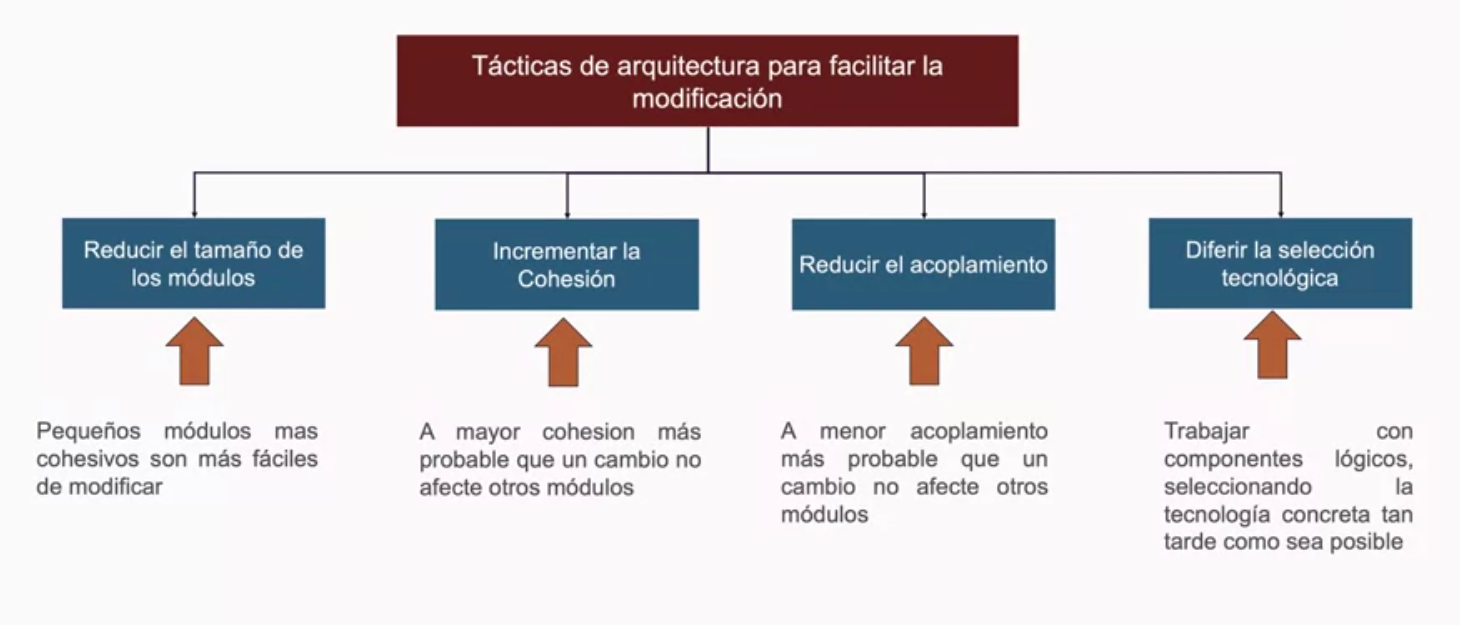 Tácticas de arquitectura para facilitar la
modificación
Reducir el tamaño de
los módulos
Incrementar la
Cohesión
Reducir el acoplamiento
Diferir la selección
tecnológica
Pequeños módulos mas
cohesivos son más fáciles
de modificar
A mayor cohesion más
probable que un cambio no
afecte otros módulos
A menor acoplamiento
más probable que un
cambio no afecte otros
módulos
Trabajar con
componentes lógicos,
seleccionando la
tecnología concreta tan
tarde como sea posible